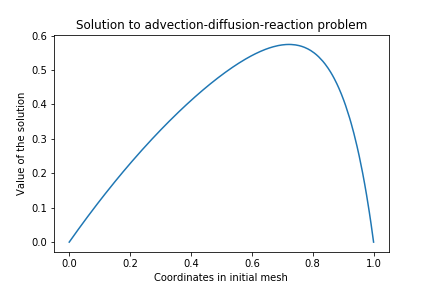 Solution to advection-diffusion-reaction problem
Value of the solution
0.6
0.5
0.4
0.3
0.2
0.1
0.0
0.0 0.2 0.4 0.6 0.8 1.0
Coordinates in initial mesh